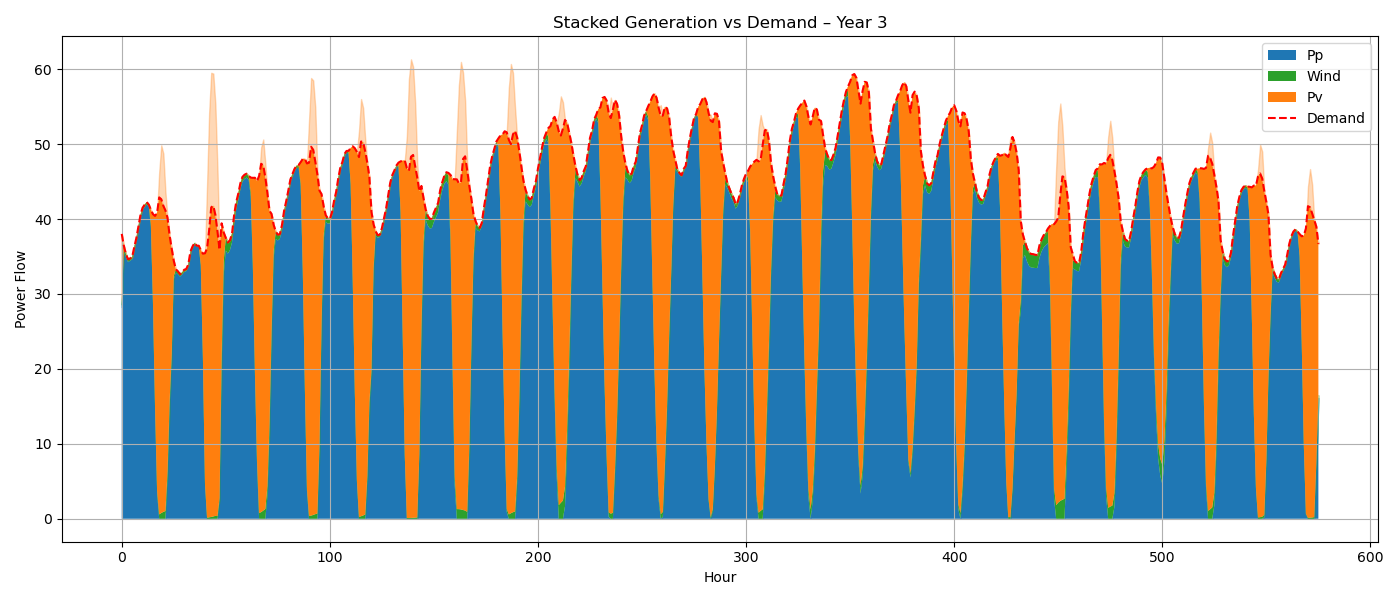 Stacked Generation vs Demand – Year 3
Power Flow
60
50
40
30
20
10
0
Pp
Wind
Pv
Demand
0 100 200 300 400 500 600
Hour